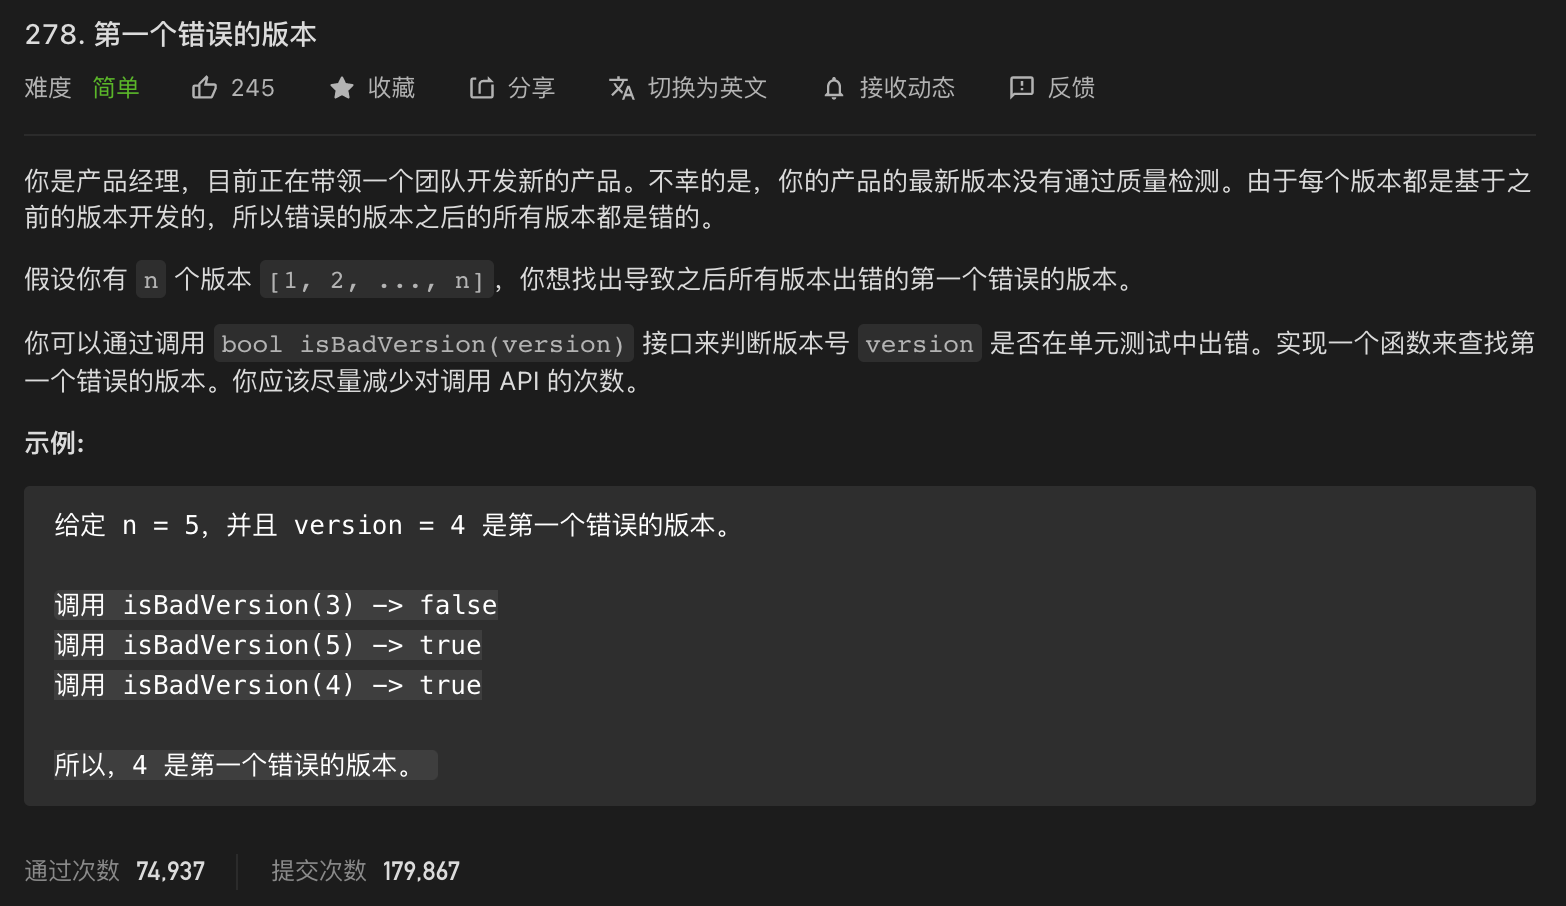 278. 第一个错误的版本
难度 简单 245 收藏 分享 切换为英文 接收动态 反馈
你是产品经理，目前正在带领一个团队开发新的产品。不幸的是，你的产品的最新版本没有通过质量检测。由于每个版本都是基于之
前的版本开发的，所以错误的版本之后的所有版本都是错的。
假设你有 n 个版本 [1, 2, ..., n]，你想找出导致之后所有版本出错的第一个错误的版本。
你可以通过调用 bool isBadVersion(version) 接口来判断版本号 version 是否在单元测试中出错。实现一个函数来查找第
一个错误的版本。你应该尽量减少对调用 API 的次数。
示例:
给定 n = 5，并且 version = 4 是第一个错误的版本。
调用 isBadVersion(3) -> false
调用 isBadVersion(5) -> true
调用 isBadVersion(4) -> true
所以，4 是第一个错误的版本。
通过次数 74,937 提交次数 179,867